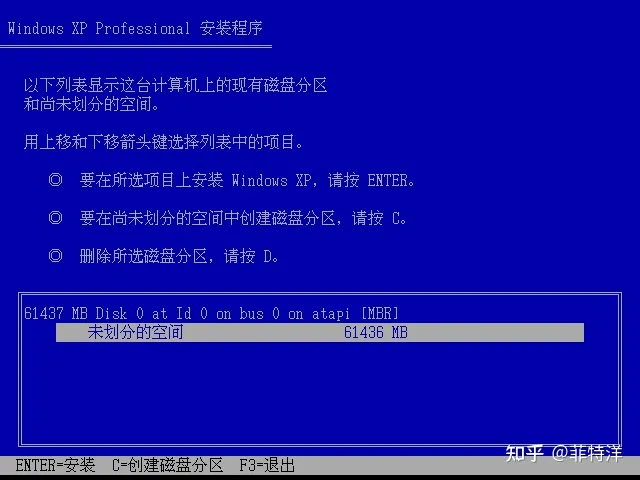 Windows XP Professional 安装程序
以下列表显示这台计算机上的现有磁盘分区
和尚未划分的空间。
用上移和下移箭头键选择列表中的项目。
◎ 要在所选项目上安装 Windows XP，请按 ENTER。
◎ 要在尚未划分的空间中创建磁盘分区，请按 C。
◎ 删除所选磁盘分区，请按 D。
61437 MB Disk 0 at Id 0 on bus 0 on atapi [MBR]
未划分的空间 61436 MB
知乎 @菲特洋
ENTER=安装 C=创建磁盘分区 F3=退出